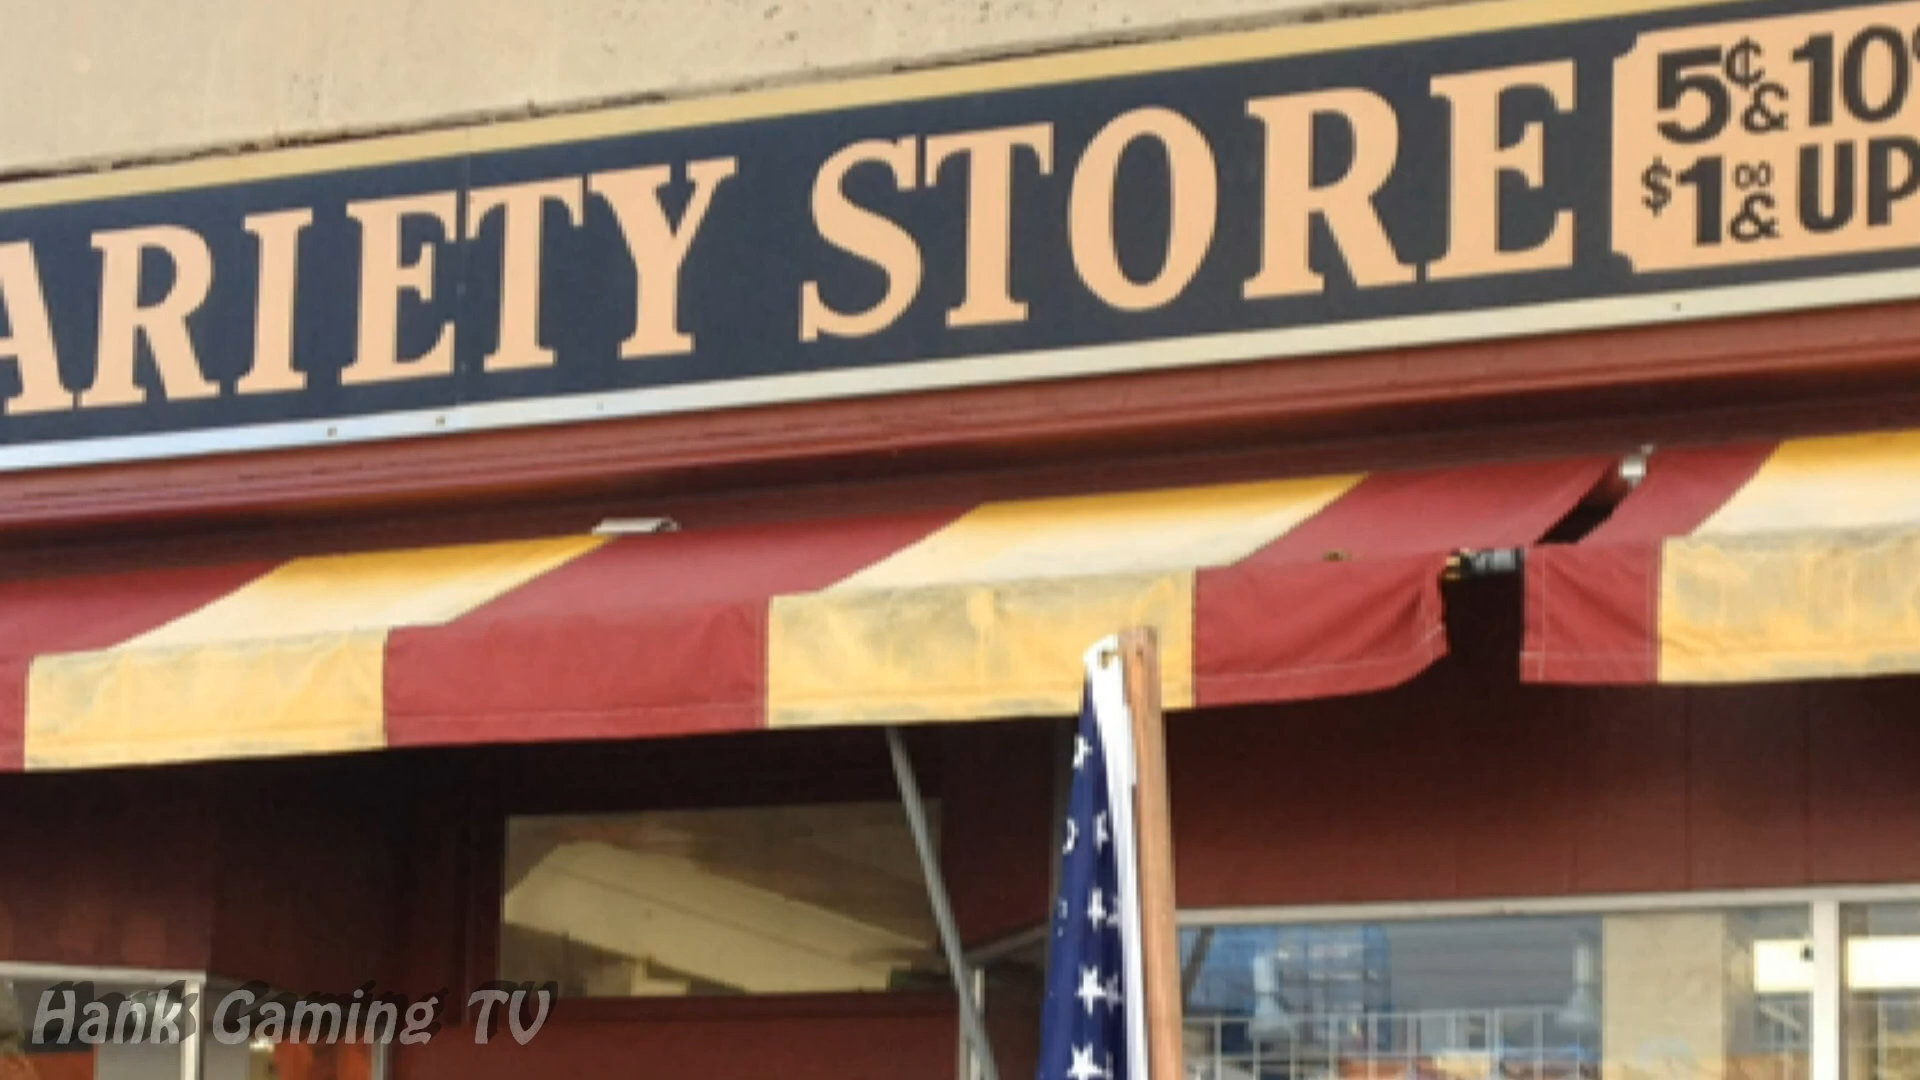 ARIETY STORE
5¢ & 10¢
$1.00 & UP
Hank Gaming TV